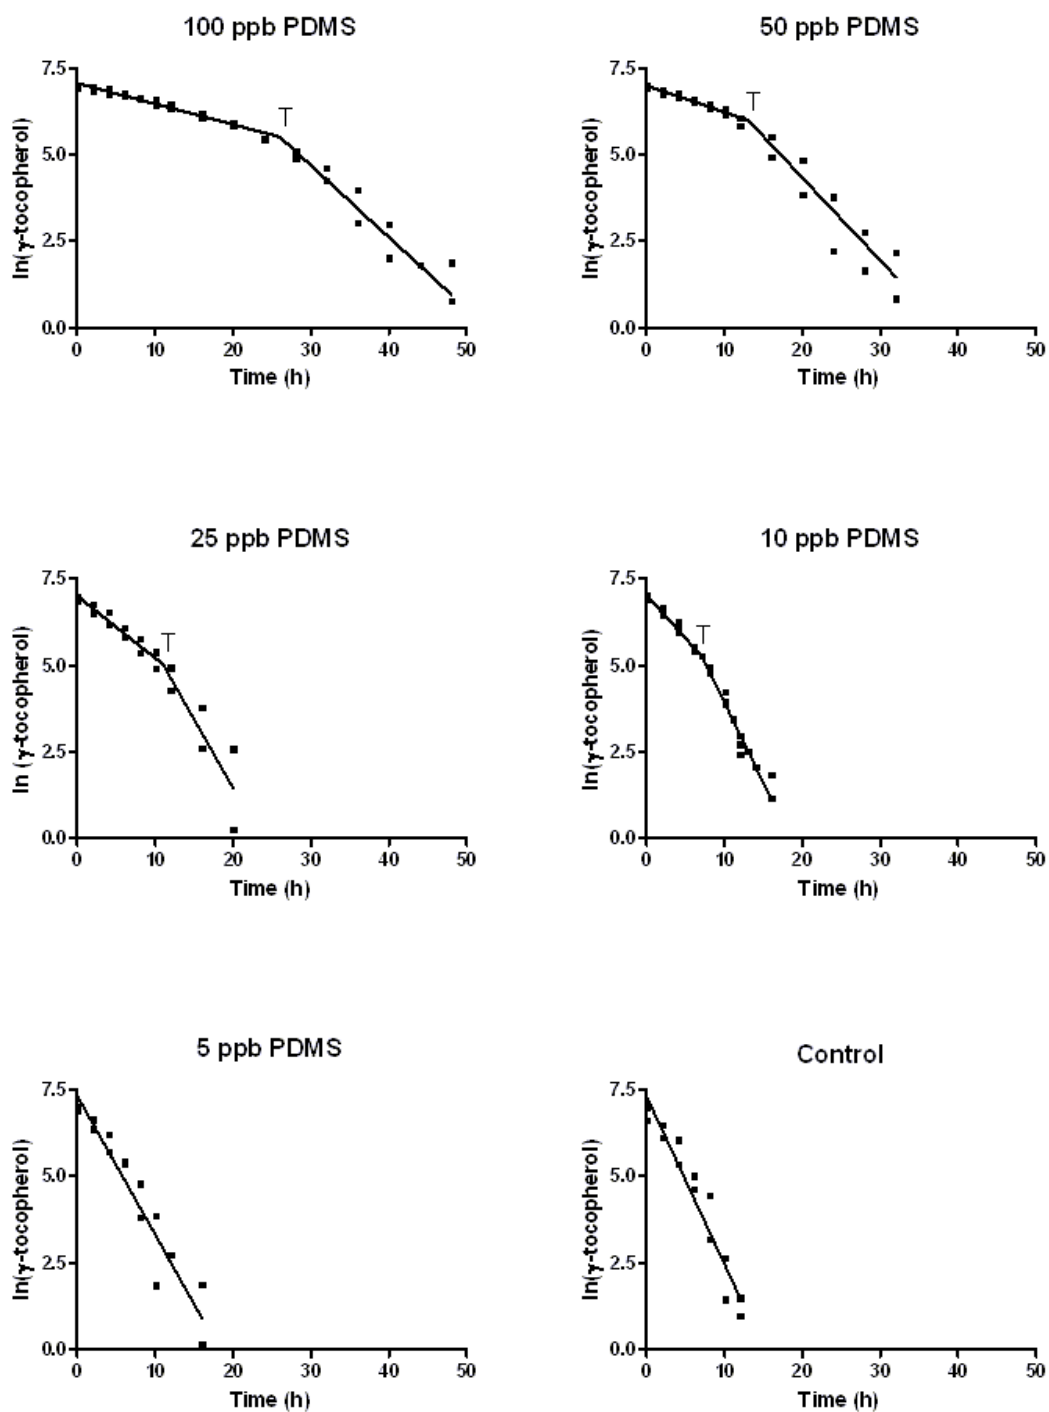 100 ppb PDMS
7.5
5.0
2.5
0.0
ln(γ-tocopherol)
T
0 10 20 30 40 50
Time (h)
50 ppb PDMS
7.5
5.0
2.5
0.0
ln(γ-tocopherol)
T
0 10 20 30 40 50
Time (h)
25 ppb PDMS
7.5
5.0
2.5
0.0
ln (γ-tocopherol)
T
0 10 20 30 40 50
Time (h)
10 ppb PDMS
7.5
5.0
2.5
0.0
ln(γ-tocopherol)
T
0 10 20 30 40 50
Time (h)
5 ppb PDMS
7.5
5.0
2.5
0.0
ln(γ-tocopherol)
0 10 20 30 40 50
Time (h)
Control
7.5
5.0
2.5
0.0
ln(γ-tocopherol)
0 10 20 30 40 50
Time (h)